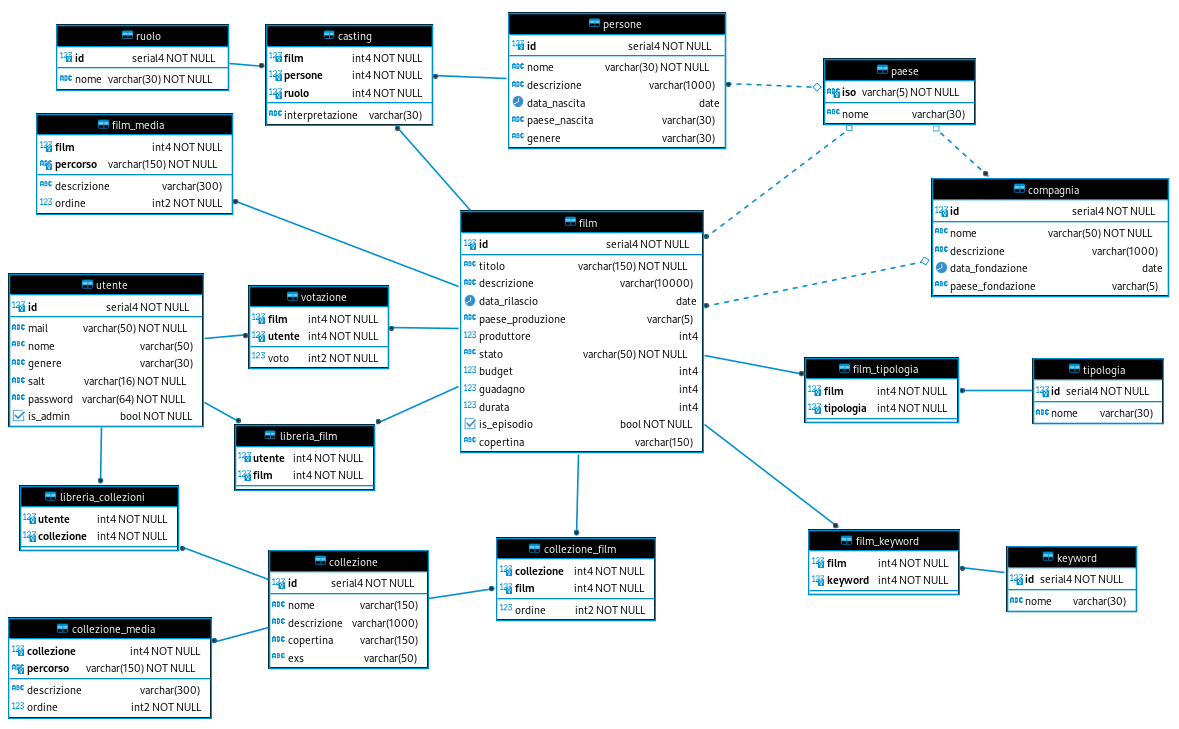 ruolo
id serial4 NOT NULL
nome varchar(30) NOT NULL
casting
film int4 NOT NULL
persone int4 NOT NULL
ruolo int4 NOT NULL
interpretazione varchar(30)
persone
id serial4 NOT NULL
nome varchar(30) NOT NULL
descrizione varchar(1000)
data_nascita date
paese_nascita varchar(30)
genere varchar(30)
paese
iso varchar(5) NOT NULL
nome varchar(30)
film_media
film int4 NOT NULL
percorso varchar(150) NOT NULL
descrizione varchar(300)
ordine int2 NOT NULL
compagnia
id serial4 NOT NULL
nome varchar(50) NOT NULL
descrizione varchar(1000)
data_fondazione date
paese_fondazione varchar(5)
film
id serial4 NOT NULL
titolo varchar(150) NOT NULL
descrizione varchar(10000)
data_rilascio date
paese_produzione varchar(5)
produttore int4
stato varchar(50) NOT NULL
budget int4
guadagno int4
durata int4
is_episodio bool NOT NULL
copertina varchar(150)
utente
id serial4 NOT NULL
mail varchar(50) NOT NULL
nome varchar(50)
genere varchar(30)
salt varchar(16) NOT NULL
password varchar(64) NOT NULL
is_admin bool NOT NULL
votazione
film int4 NOT NULL
utente int4 NOT NULL
voto int2 NOT NULL
film_tipologia
film int4 NOT NULL
tipologia int4 NOT NULL
tipologia
id serial4 NOT NULL
nome varchar(30)
libreria_film
utente int4 NOT NULL
film int4 NOT NULL
libreria_collezioni
utente int4 NOT NULL
collezione int4 NOT NULL
collezione
id serial4 NOT NULL
nome varchar(150)
descrizione varchar(1000)
copertina varchar(150)
exs varchar(50)
collezione_film
collezione int4 NOT NULL
film int4 NOT NULL
ordine int2 NOT NULL
film_keyword
film int4 NOT NULL
keyword int4 NOT NULL
keyword
id serial4 NOT NULL
nome varchar(30)
collezione_media
collezione int4 NOT NULL
percorso varchar(150) NOT NULL
descrizione varchar(300)
ordine int2 NOT NULL